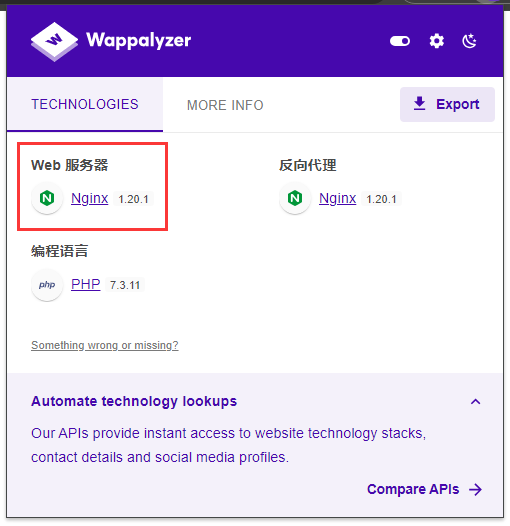 Wappalyzer
TECHNOLOGIES
MORE INFO
Export
Web 服务器
Nginx 1.20.1
反向代理
Nginx 1.20.1
编程语言
php PHP 7.3.11
Something wrong or missing?
Automate technology lookups
Our APIs provide instant access to website technology stacks,
contact details and social media profiles.
Compare APIs